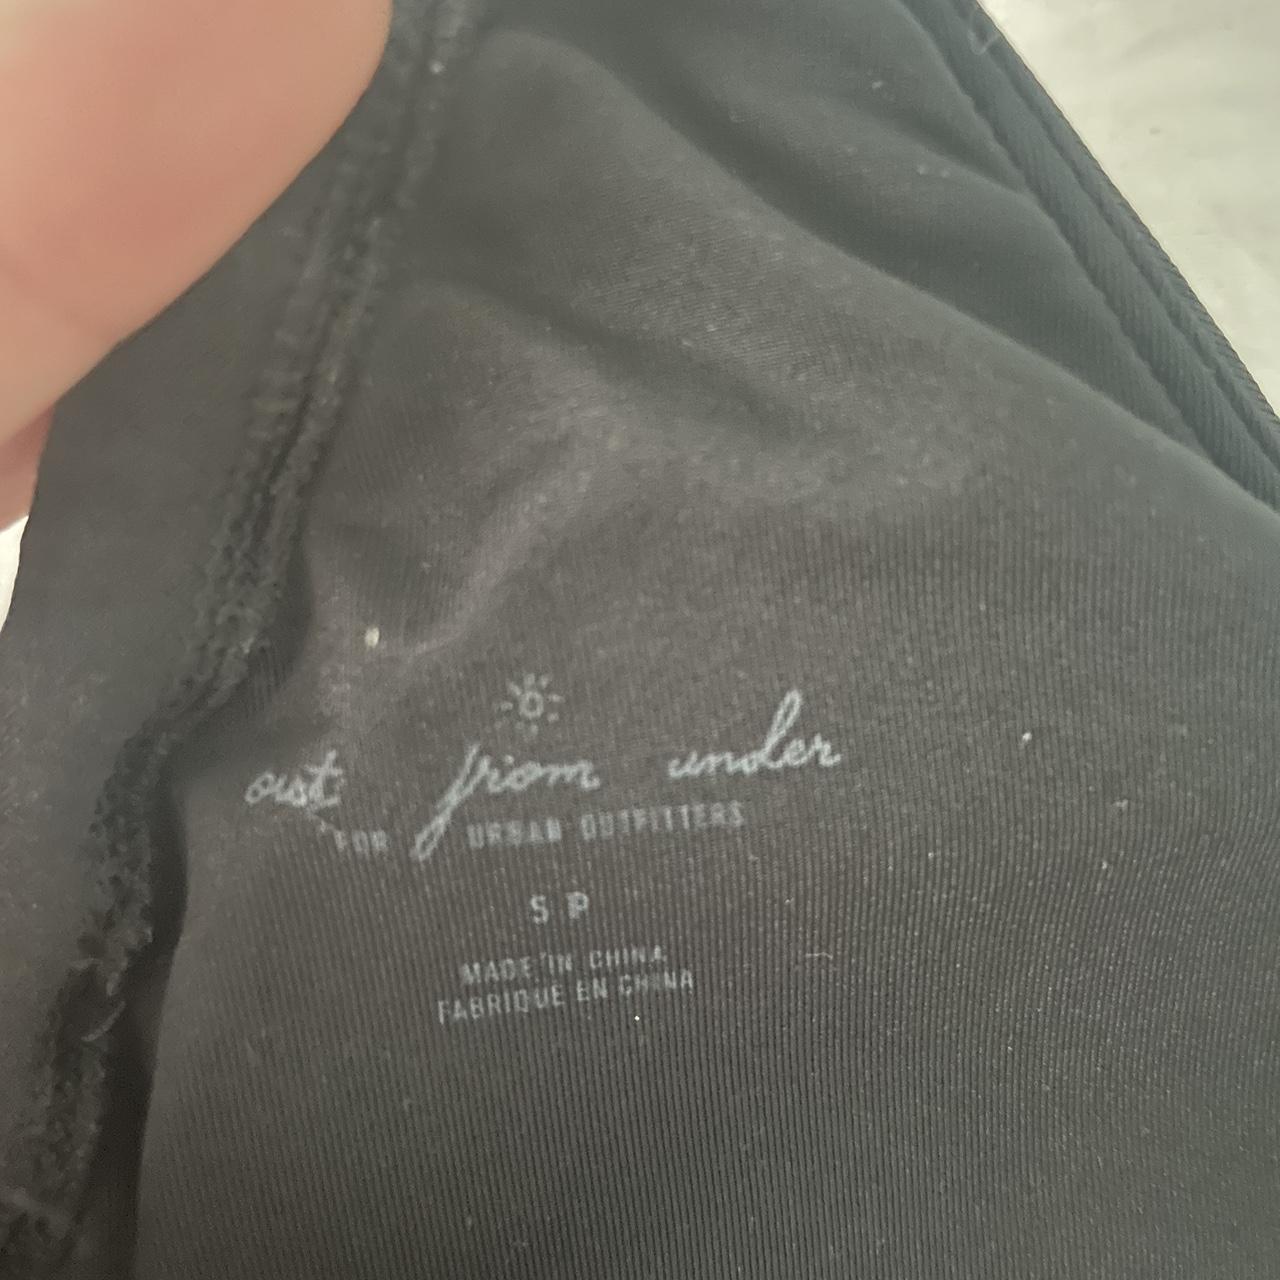 out from under
FOR URBAN OUTFITTERS
S P
MADE IN CHINA
FABRIQUE EN CHINA